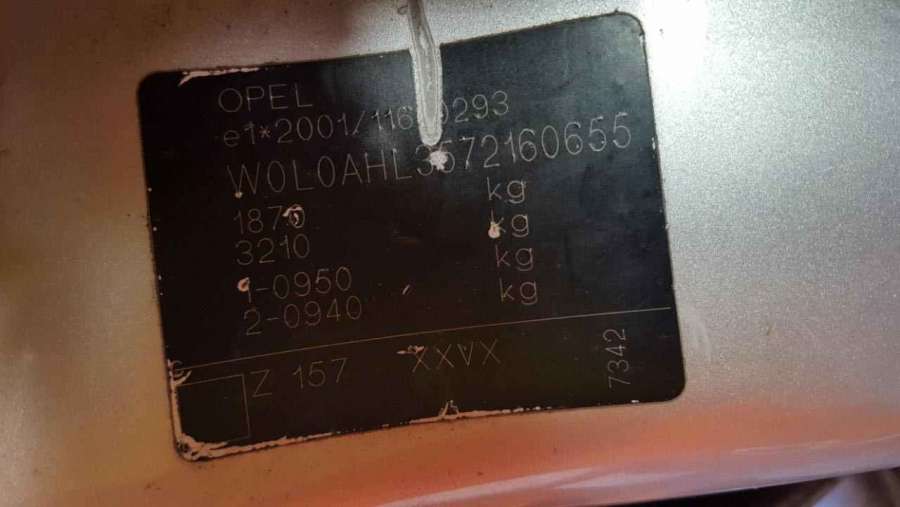 OPEL
e1*2001/116*0293
W0L0AHL3572160655
1870 kg
3210 kg
1-0950 kg
2-0940 kg
Z 157 XXVX
7342